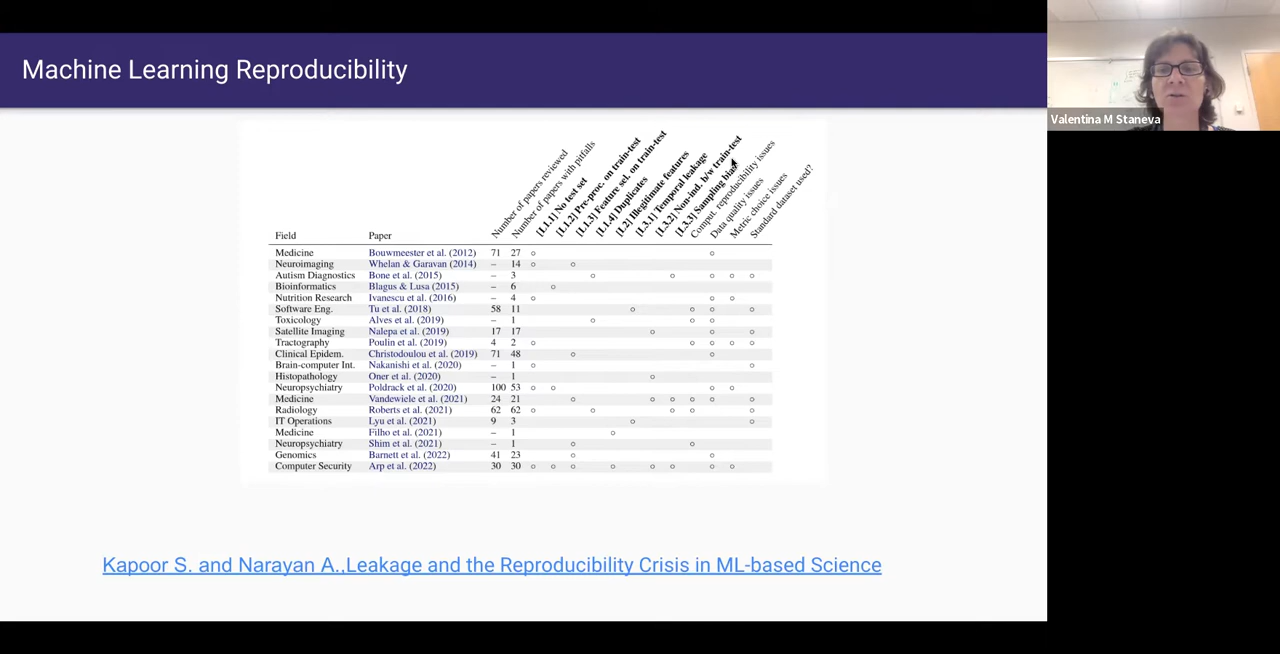 Machine Learning Reproducibility
Valentina M Staneva
Field Paper Number of papers reviewed Number of papers with pitfalls [L1.1] No test set [L1.2] Pre-proc. on train-test [L1.3] Feature sel. on train-test [L1.4] Duplicates [L2] Illegitimate features [L3.1] Temporal leakage [L3.2] Non-ind. b/w train-test [L3.3] Sampling bias Comput. reproducibility issues Data quality issues Metric choice issues Standard dataset used?
Medicine Bouwmeester et al. (2012) 71 27 ○ ○
Neuroimaging Whelan & Garavan (2014) – 14 ○ ○
Autism Diagnostics Bone et al. (2015) – 3 ○ ○ ○ ○ ○
Bioinformatics Blagus & Lusa (2015) – 6 ○
Nutrition Research Ivanescu et al. (2016) – 4 ○ ○ ○
Software Eng. Tu et al. (2018) 58 11 ○ ○ ○ ○
Toxicology Alves et al. (2019) – 1 ○ ○ ○
Satellite Imaging Nalepa et al. (2019) 17 17 ○ ○ ○
Tractography Poulin et al. (2019) 4 2 ○ ○ ○ ○ ○
Clinical Epidem. Christodoulou et al. (2019) 71 48 ○ ○
Brain-computer Int. Nakanishi et al. (2020) – 1 ○ ○
Histopathology Oner et al. (2020) – 1 ○
Neuropsychiatry Poldrack et al. (2020) 100 53 ○ ○ ○ ○
Medicine Vandewiele et al. (2021) 24 21 ○ ○ ○ ○ ○ ○
Radiology Roberts et al. (2021) 62 62 ○ ○ ○ ○ ○
IT Operations Lyu et al. (2021) 9 3 ○ ○
Medicine Filho et al. (2021) – 1 ○
Neuropsychiatry Shim et al. (2021) – 1 ○ ○
Genomics Barnett et al. (2022) 41 23 ○ ○
Computer Security Arp et al. (2022) 30 30 ○ ○ ○ ○ ○ ○ ○ ○
Kapoor S. and Narayan A.,Leakage and the Reproducibility Crisis in ML-based Science